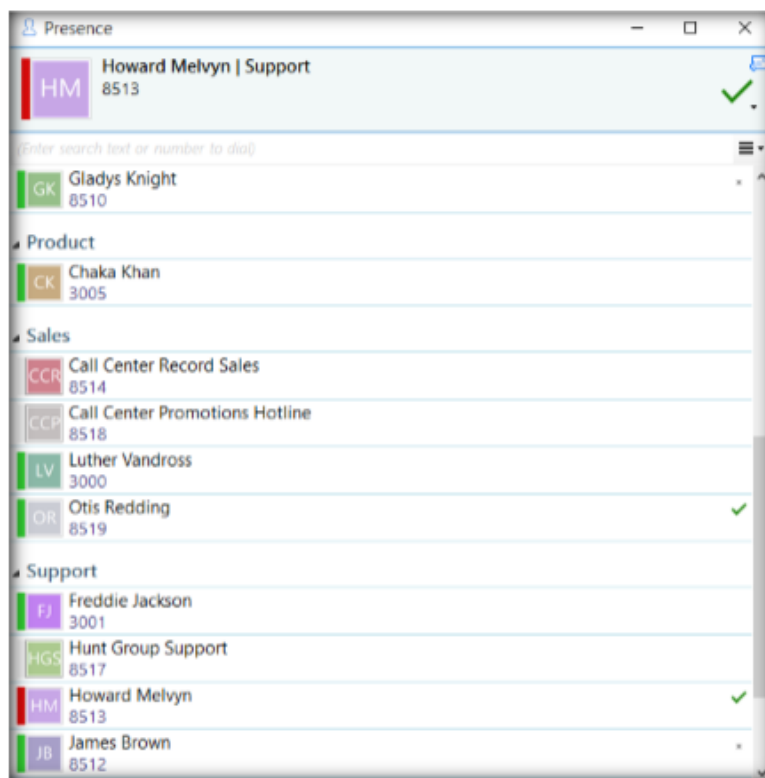 Presence
HM
Howard Melvyn | Support
8513
(Enter search text or number to dial)
GK
Gladys Knight
8510
Product
CK
Chaka Khan
3005
Sales
CCR
Call Center Record Sales
8514
CCP
Call Center Promotions Hotline
8518
LV
Luther Vandross
3000
OR
Otis Redding
8519
Support
FJ
Freddie Jackson
3001
HGS
Hunt Group Support
8517
HM
Howard Melvyn
8513
JB
James Brown
8512